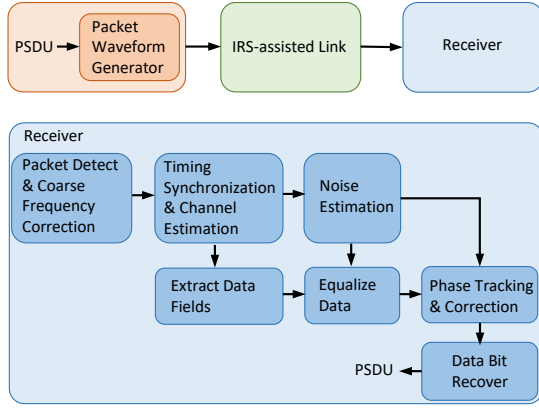 PSDU
Packet
Waveform
Generator
IRS-assisted Link
Receiver
Receiver
Packet Detect
& Coarse
Frequency
Correction
Timing
Synchronization
& Channel
Estimation
Noise
Estimation
Extract Data
Fields
Equalize
Data
Phase Tracking
& Correction
PSDU
Data Bit
Recover